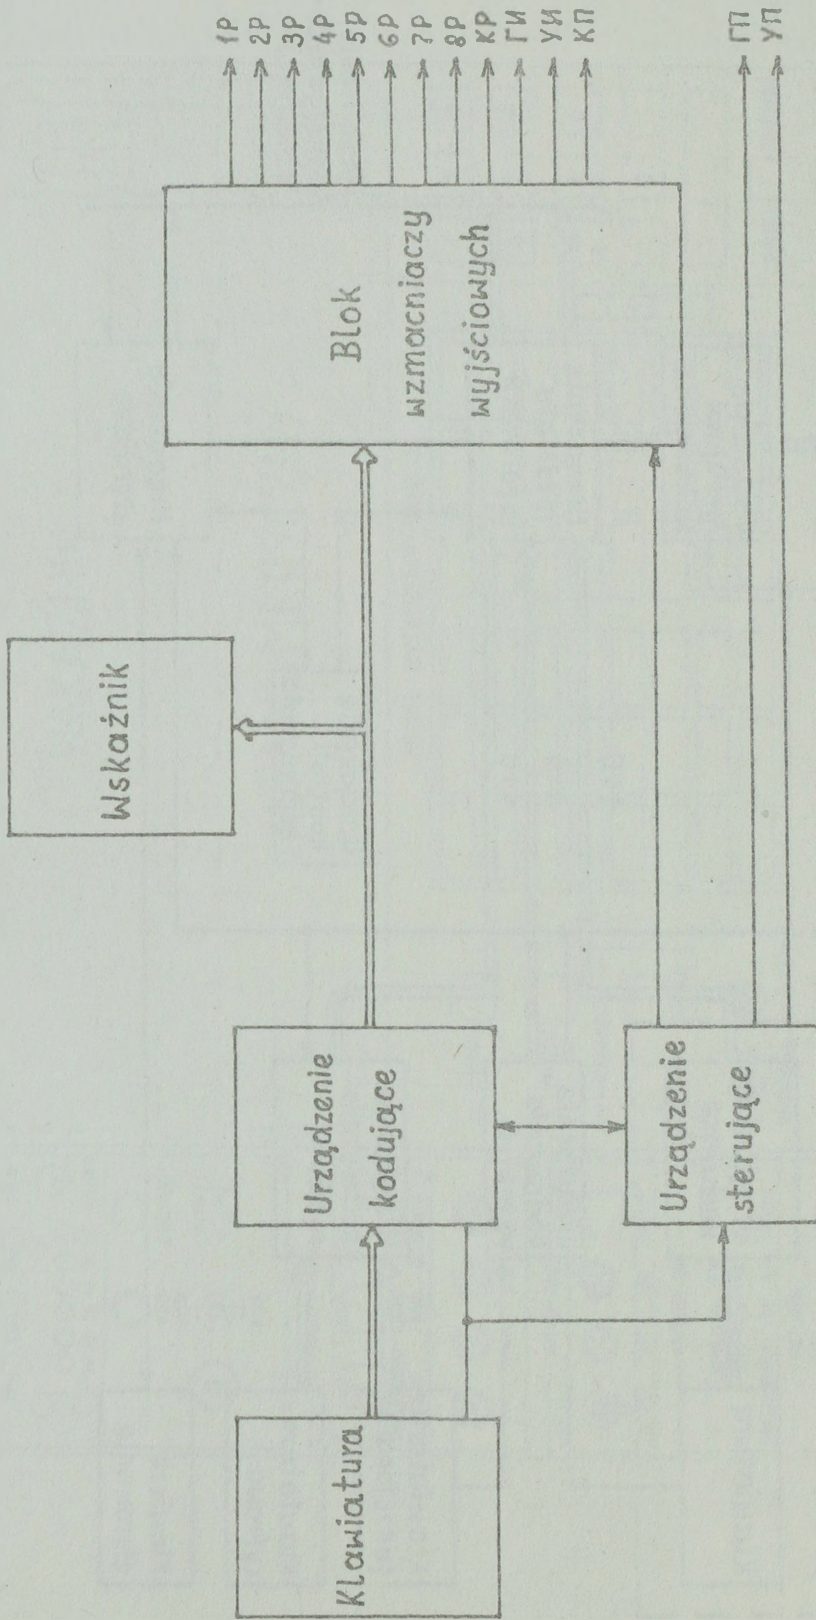 Klawiatura
Urządzenie
kodujące
Urządzenie
sterujące
Wskaźnik
Blok
wzmacniaczy
wyjściowych
1P
2P
3P
4P
5P
6P
7P
8P
КР
ГИ
УИ
КП
ГП
УП